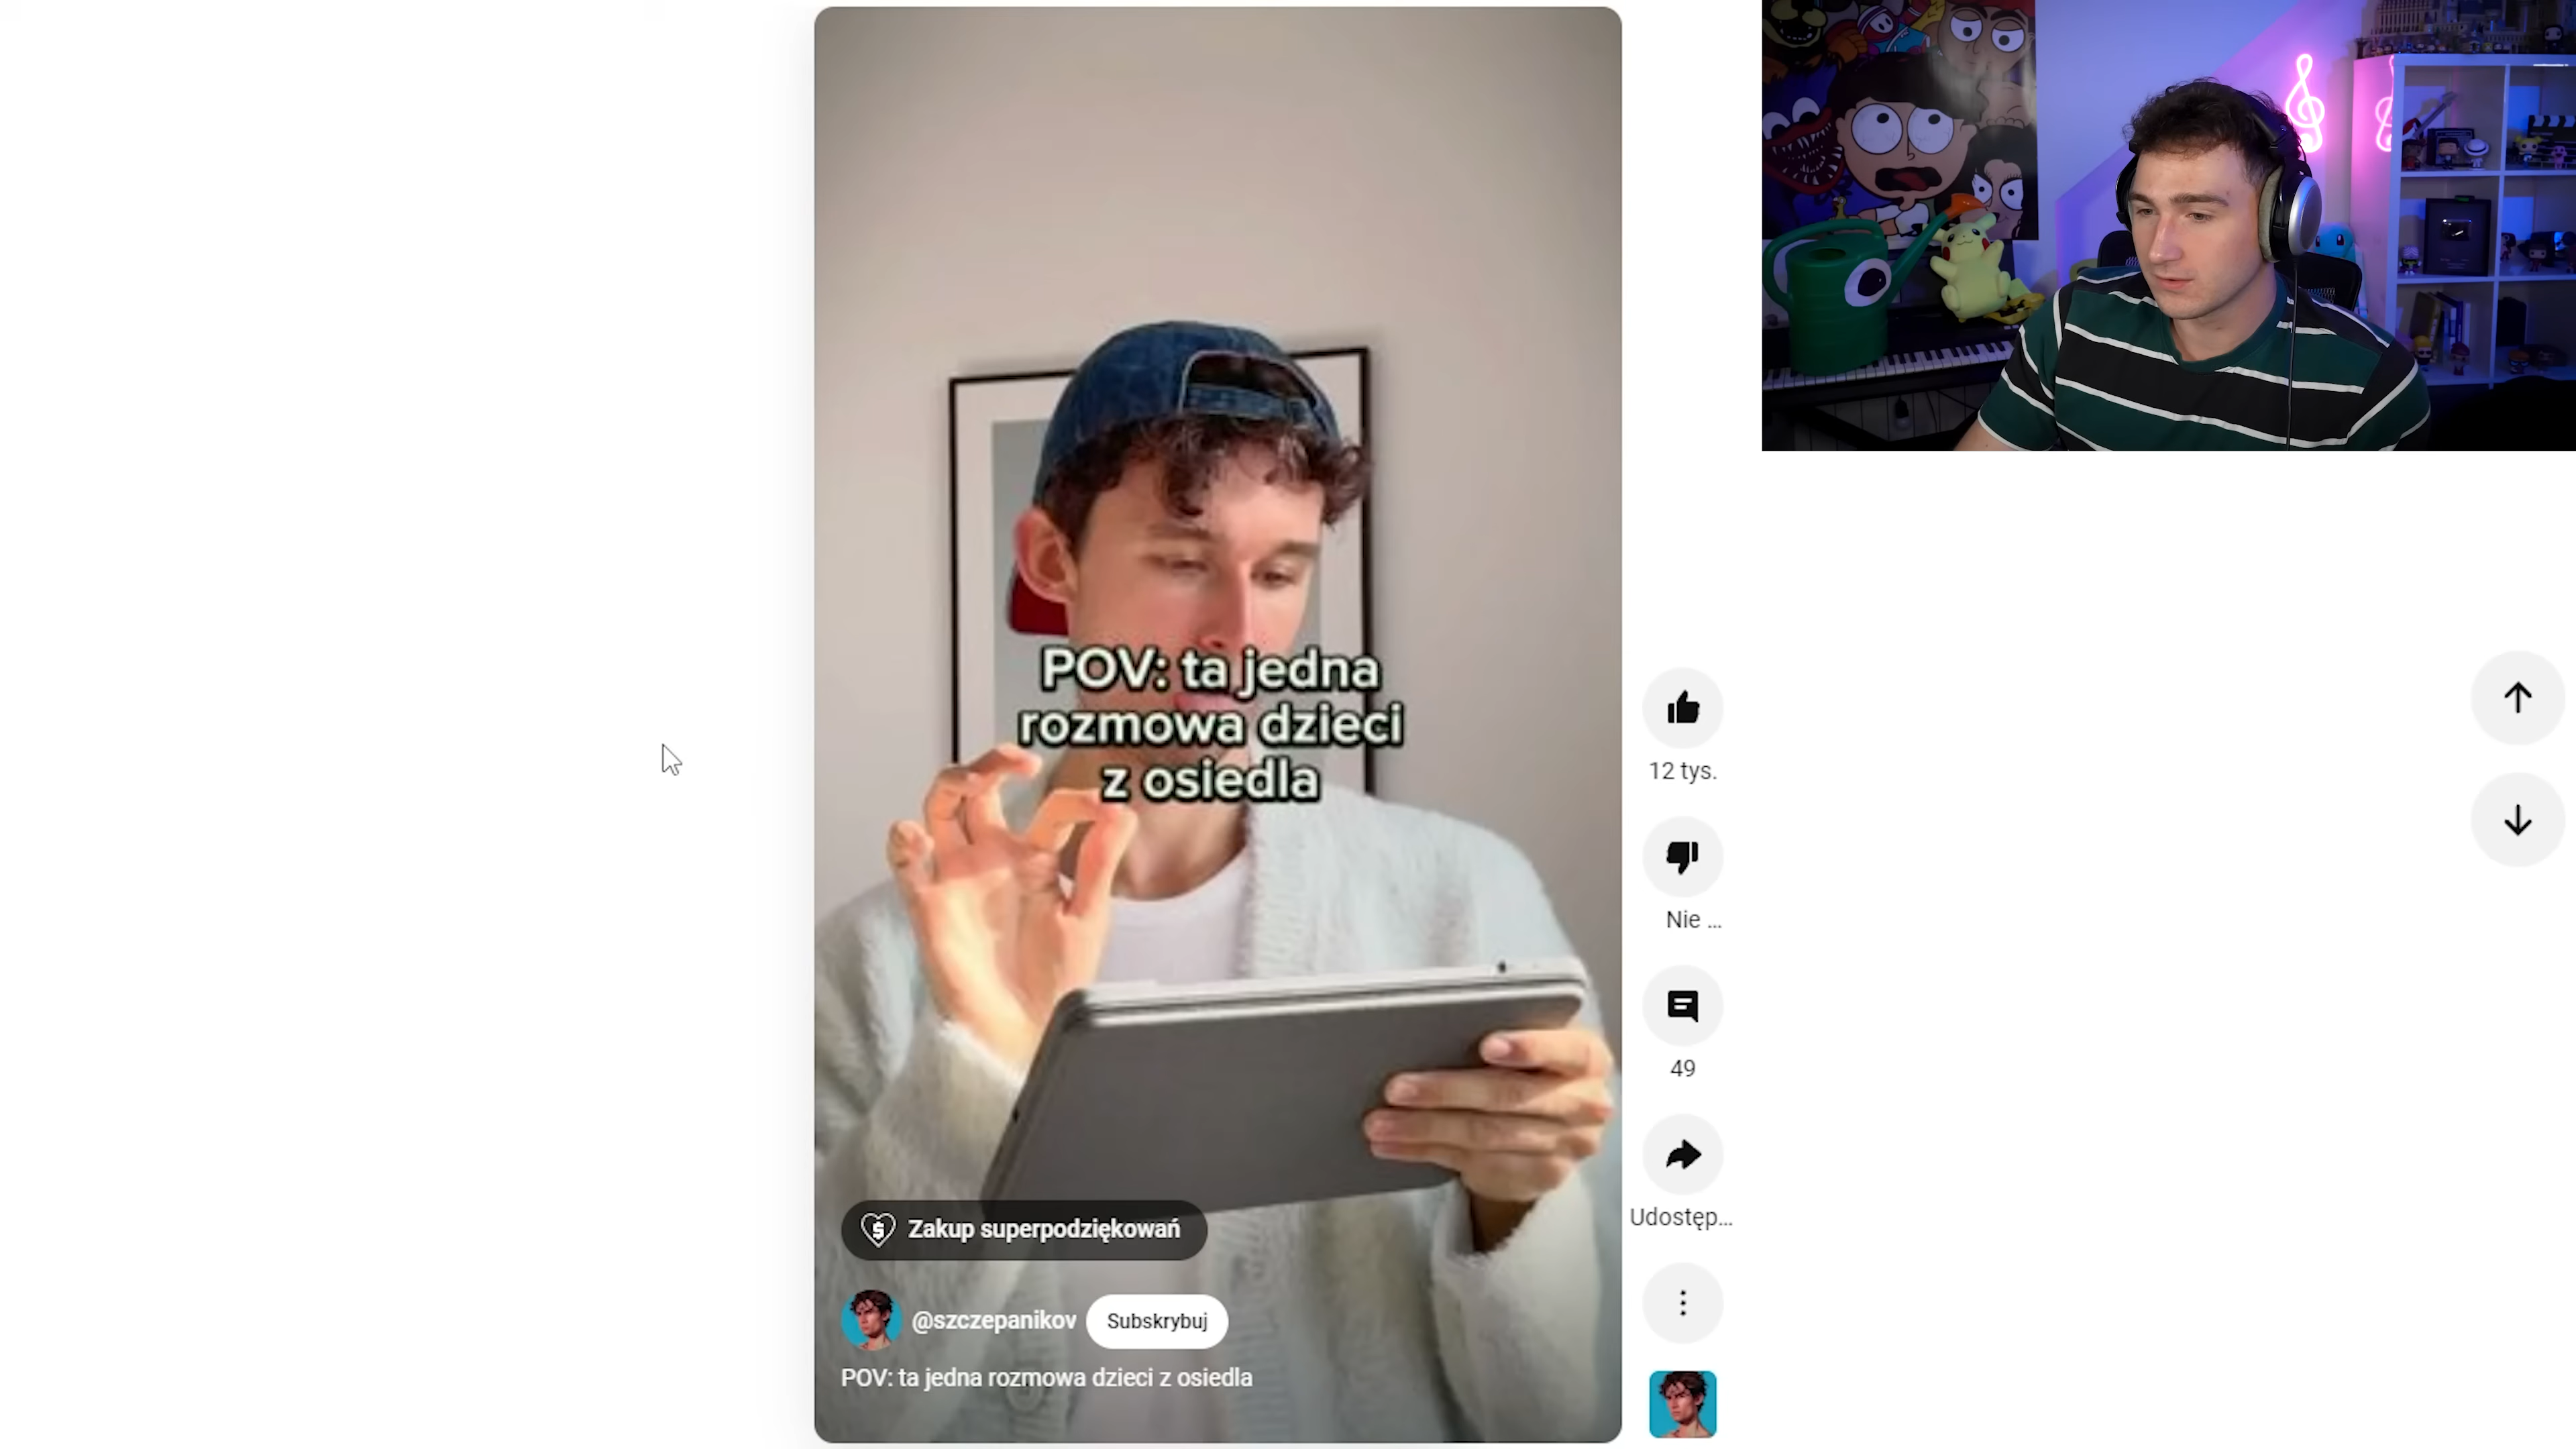 POV: ta jedna
rozmowa dzieci
z osiedla
12 tys.
Nie ...
49
Udostęp...
Zakup superpodziękowań
@szczepanikov Subskrybuj
POV: ta jedna rozmowa dzieci z osiedla